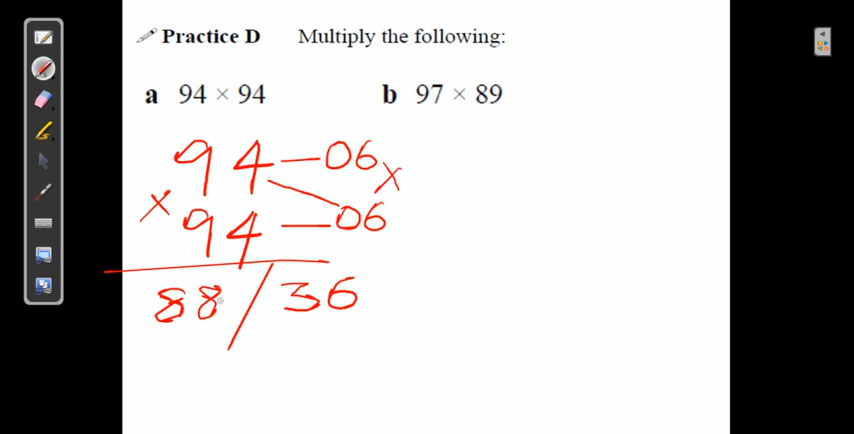 Practice D Multiply the following:
a 94 × 94 b 97 × 89
94 — 06 x
x 94 — 06
88 / 36